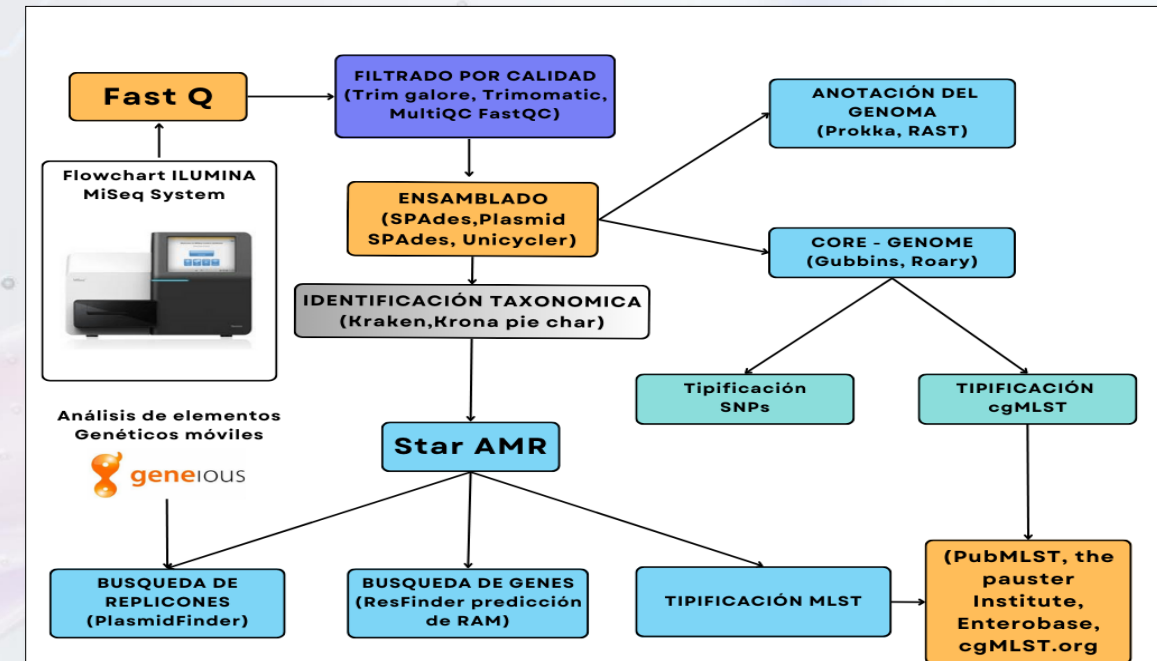 Fast Q
FILTRADO POR CALIDAD
(Trim galore, Trimomatic,
MultiQC FastQC)
ANOTACIÓN DEL
GENOMA
(Prokka, RAST)
Flowchart ILUMINA
MiSeq System
ENSAMBLADO
(SPAdes,Plasmid
SPAdes, Unicycler)
CORE - GENOME
(Gubbins, Roary)
IDENTIFICACIÓN TAXONOMICA
(Kraken,Krona pie char)
Tipificación
SNPs
TIPIFICACIÓN
cgMLST
Análisis de elementos
Genéticos móviles
geneious
Star AMR
BUSQUEDA DE
REPLICONES
(PlasmidFinder)
BUSQUEDA DE GENES
(ResFinder predicción
de RAM)
TIPIFICACIÓN MLST
(PubMLST, the
pauster
Institute,
Enterobase,
cgMLST.org